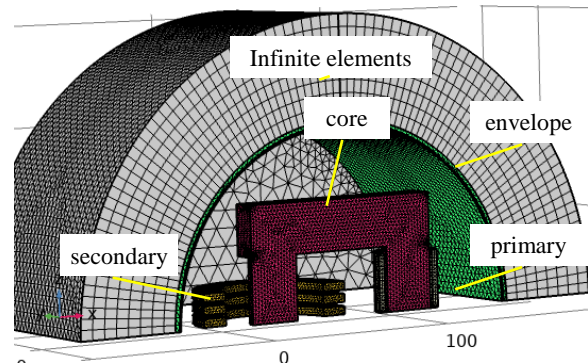 Infinite elements
core
envelope
secondary
primary
x
100
0
0